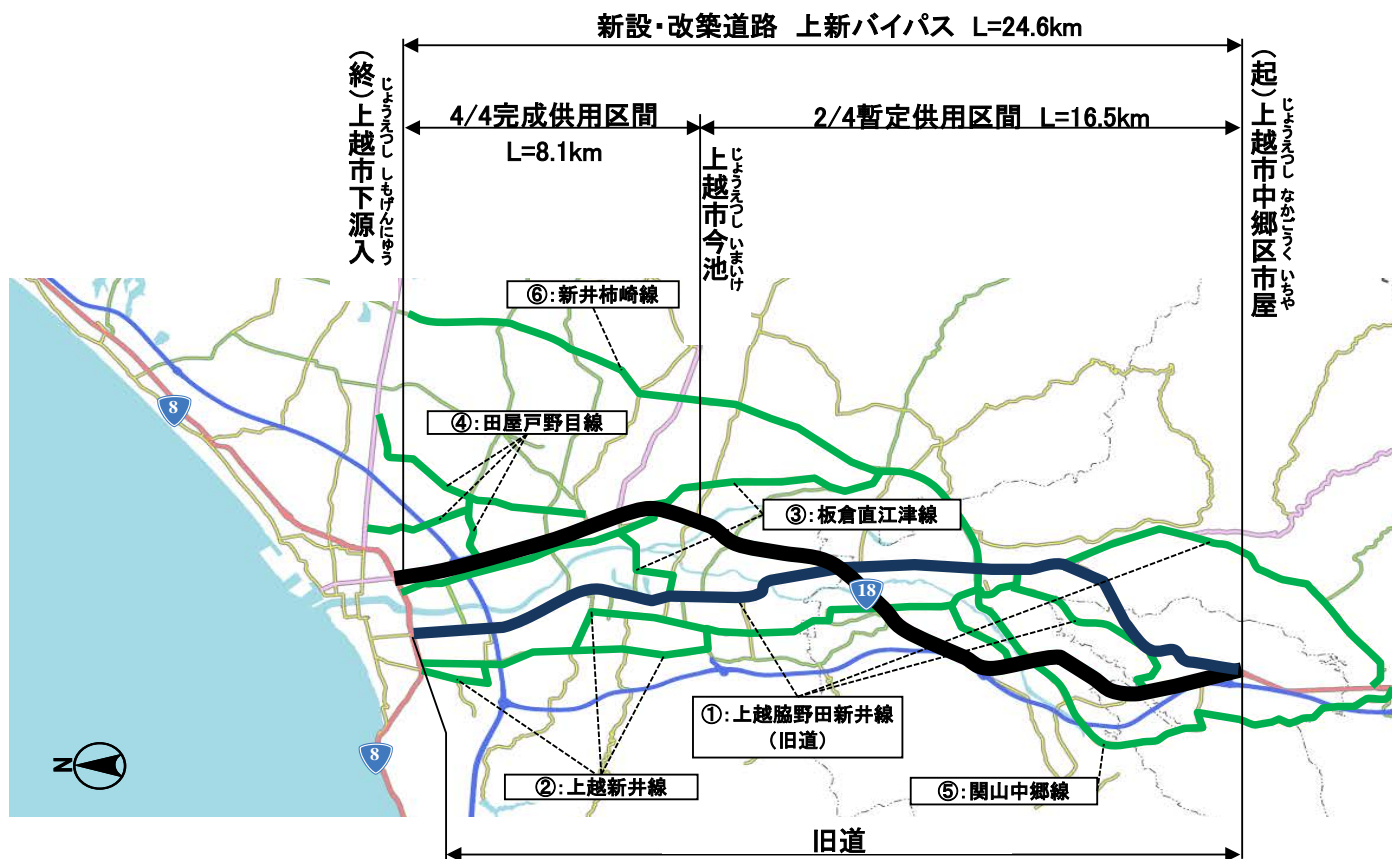 新設・改築道路 上新バイパス L=24.6km
(終)上越市下源入
じょうえつし しもげんにゅう
4/4完成供用区間
L=8.1km
2/4暫定供用区間 L=16.5km
上越市今池
じょうえつし いまいけ
(起)上越市中郷区市屋
じょうえつし なかごうく いちや
⑥:新井柿崎線
8
④:田屋戸野目線
③:板倉直江津線
18
①:上越脇野田新井線
(旧道)
8
N
②:上越新井線
⑤:関山中郷線
旧道